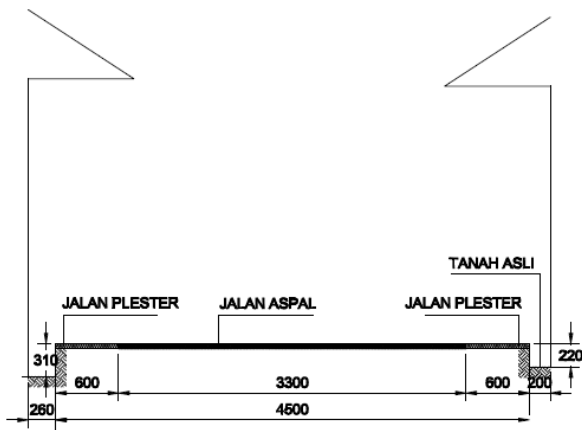 TANAH ASLI
JALAN PLESTER JALAN ASPAL JALAN PLESTER
310 220
600 3300 600 200
260 4500